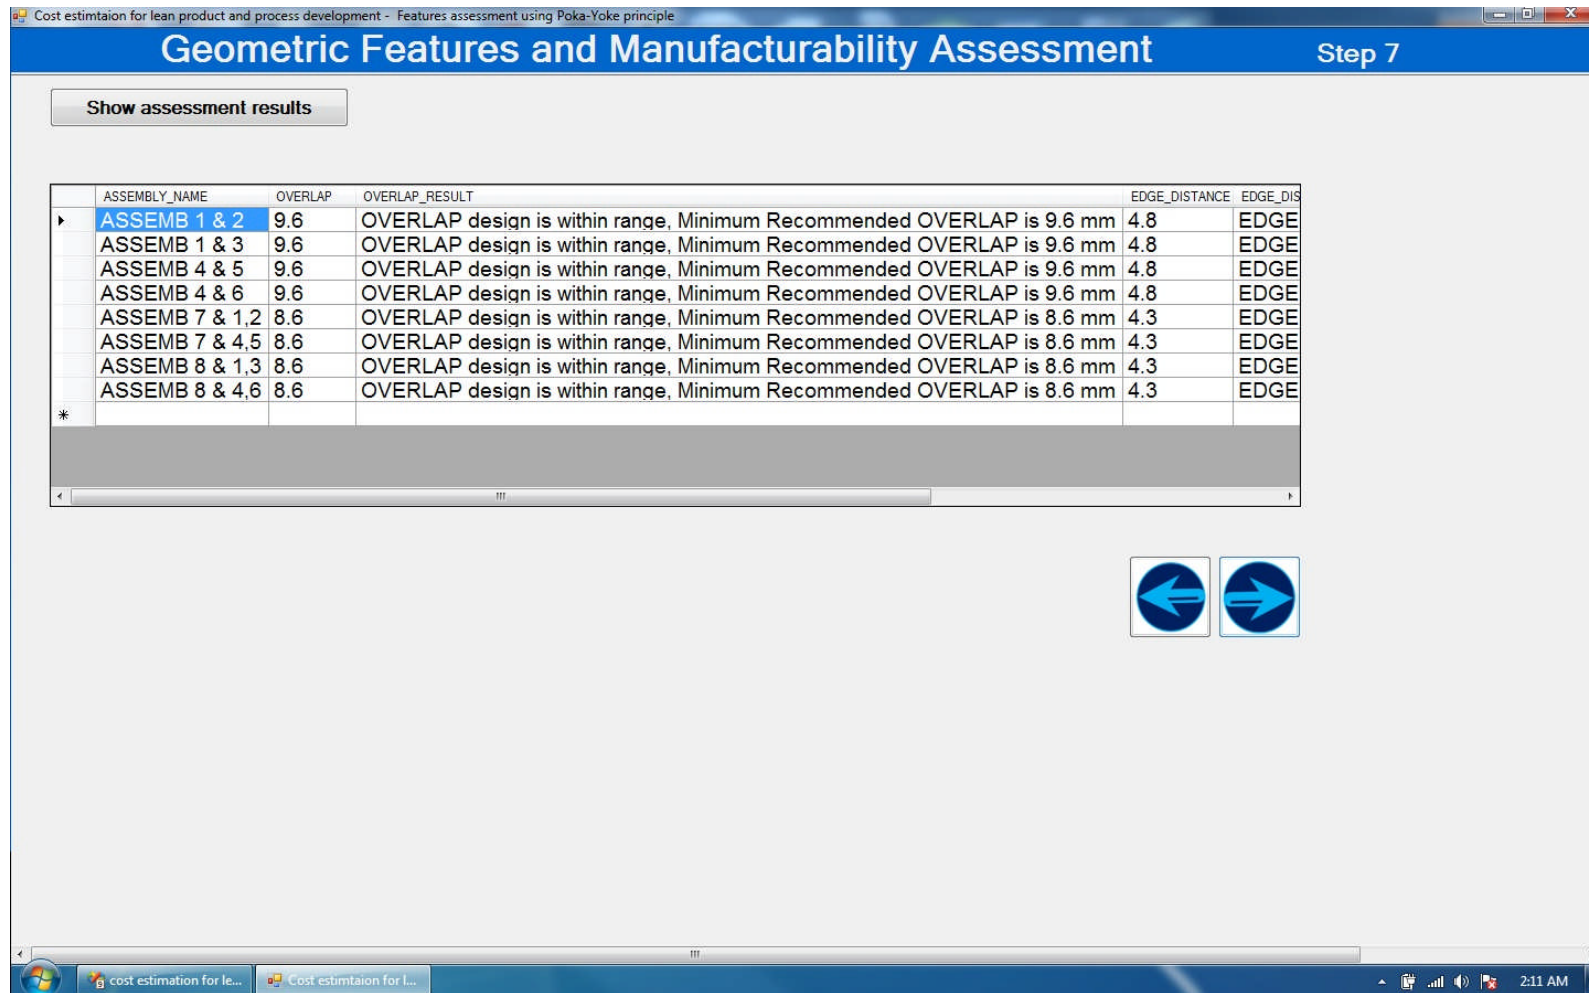 Cost estimtaion for lean product and process development - Features assessment using Poka-Yoke principle
Geometric Features and Manufacturability Assessment Step 7
Show assessment results
ASSEMBLY_NAME OVERLAP OVERLAP_RESULT EDGE_DISTANCE EDGE_DIS
ASSEMB 1 & 2 9.6 OVERLAP design is within range, Minimum Recommended OVERLAP is 9.6 mm 4.8 EDGE
ASSEMB 1 & 3 9.6 OVERLAP design is within range, Minimum Recommended OVERLAP is 9.6 mm 4.8 EDGE
ASSEMB 4 & 5 9.6 OVERLAP design is within range, Minimum Recommended OVERLAP is 9.6 mm 4.8 EDGE
ASSEMB 4 & 6 9.6 OVERLAP design is within range, Minimum Recommended OVERLAP is 9.6 mm 4.8 EDGE
ASSEMB 7 & 1,2 8.6 OVERLAP design is within range, Minimum Recommended OVERLAP is 8.6 mm 4.3 EDGE
ASSEMB 7 & 4,5 8.6 OVERLAP design is within range, Minimum Recommended OVERLAP is 8.6 mm 4.3 EDGE
ASSEMB 8 & 1,3 8.6 OVERLAP design is within range, Minimum Recommended OVERLAP is 8.6 mm 4.3 EDGE
ASSEMB 8 & 4,6 8.6 OVERLAP design is within range, Minimum Recommended OVERLAP is 8.6 mm 4.3 EDGE
cost estimation for le... Cost estimtaion for l... 2:11 AM